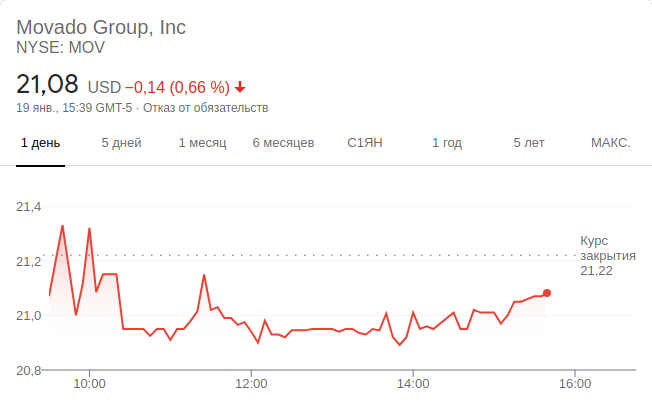 Movado Group, Inc
NYSE: MOV
21,08 USD −0,14 (0,66 %)
19 янв., 15:39 GMT-5 · Отказ от обязательств
1 день 5 дней 1 месяц 6 месяцев С1ЯН 1 год 5 лет МАКС.
21,4
Курс
21,2 закрытия
21,22
21,0
20,8
10:00 12:00 14:00 16:00